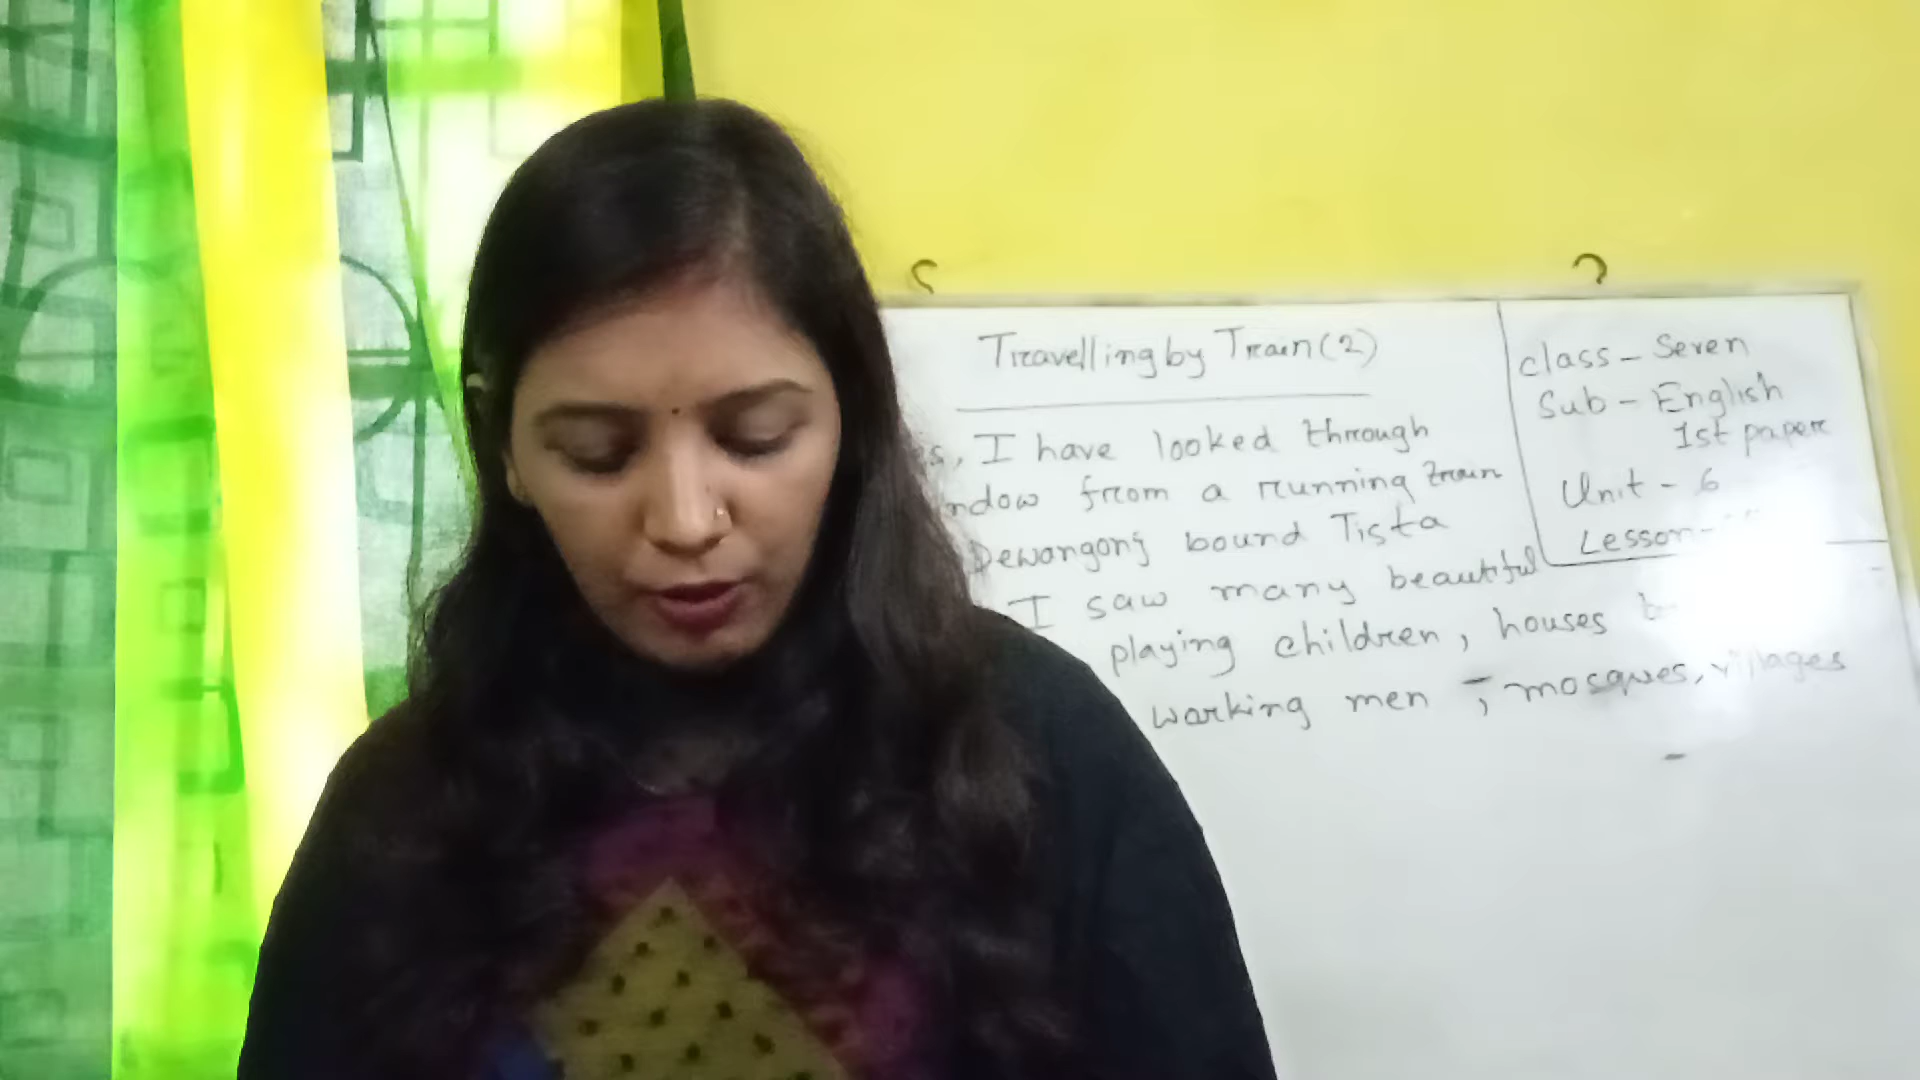 Travelling by Train (2)
I have looked through
from a running train
Dewangonj bound Tista
I saw many beautiful
playing children, houses
working men , mosques, villages
class - Seven
Sub - English
1st paper
Unit - 6
Lesson -